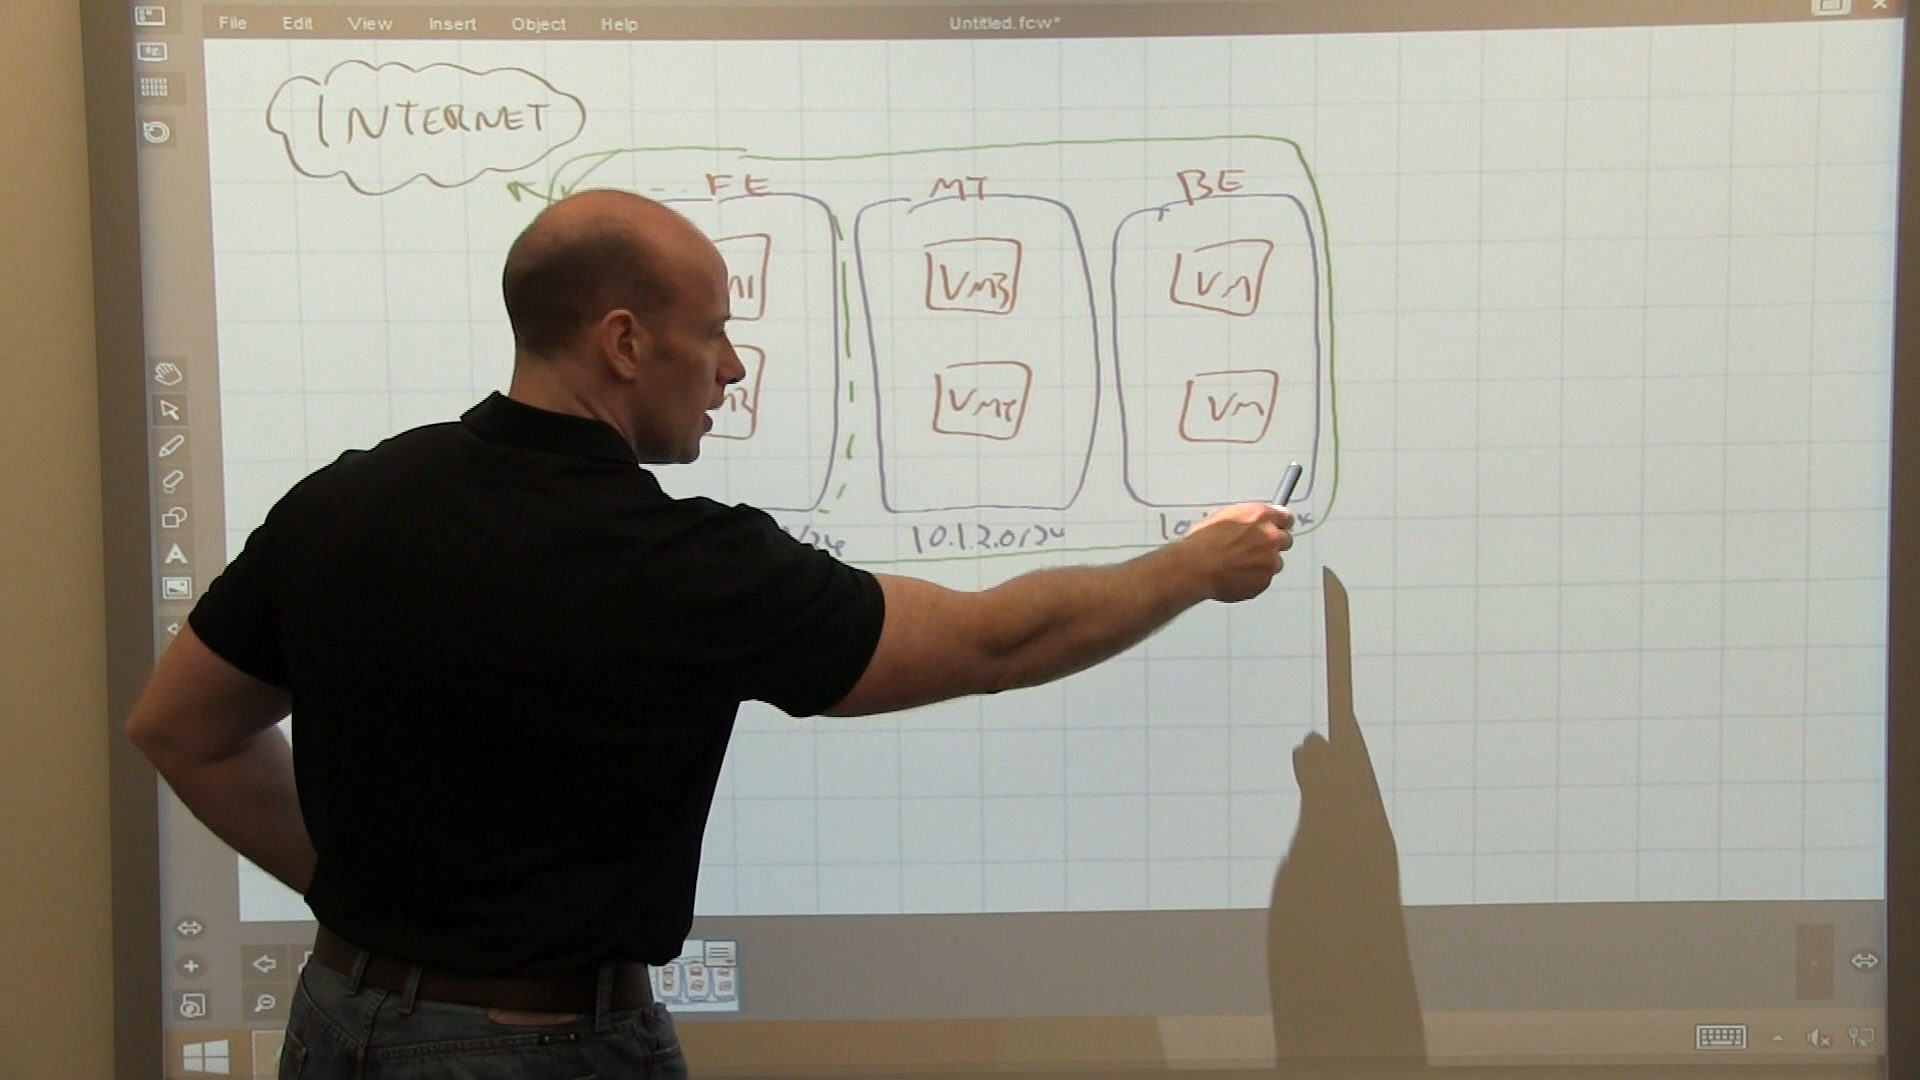 File Edit View Insert Object Help Untitled.fcw*
INTERNET
FE MT BE
VM3 VM
VM4 VM
/24 10.1.2.0/24